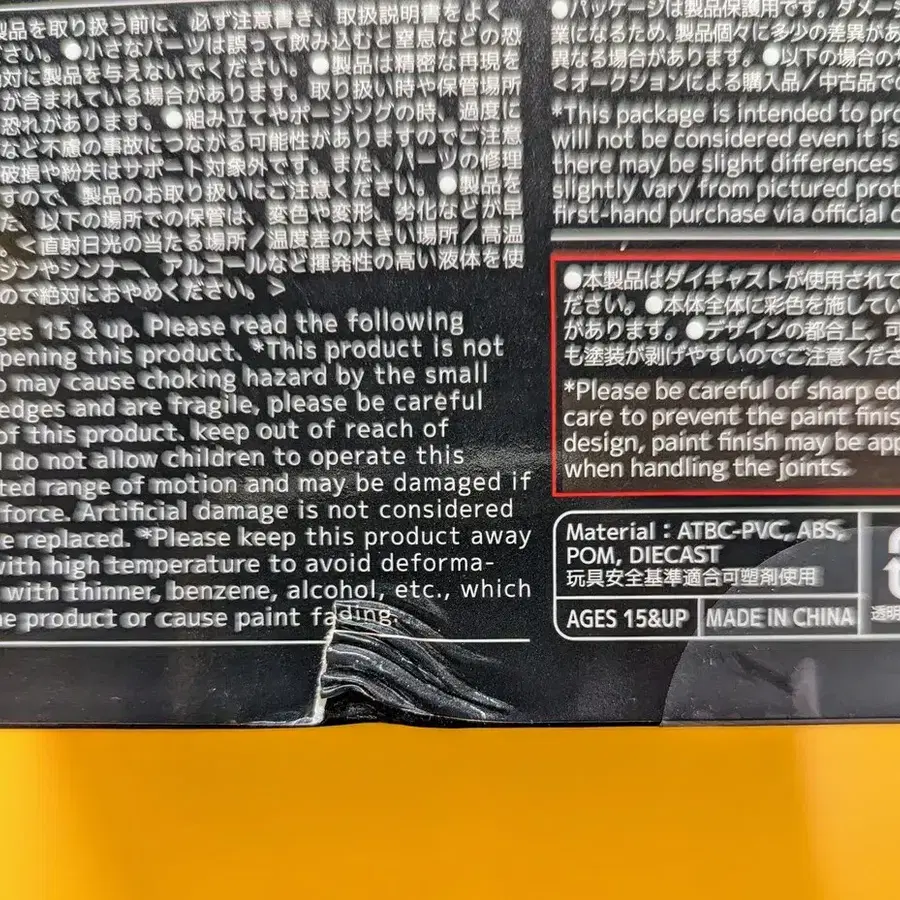 製品を取り扱う前に、必ず注意書き、取扱説明書をよく
さい。●小さなパーツは誤って飲み込むと窒息などの恐
絶対に製品を与えないでください。●製品は精密な再現を
が含まれている場合があります。取り扱い時や保管場所
恐れがあります。●組み立てやポージングの時、過度に
など不慮の事故につながる可能性がありますのでご注意
破損や紛失はサポート対象外です。また、パーツの修理
ますので、製品のお取り扱いにご注意ください。●製品を
た、以下の場所での保管は、変色や変形、劣化などが早
。＜直射日光の当たる場所/温度差の大きい場所/高温
ジンやシンナー、アルコールなど揮発性の高い液体を使
ので絶対におやめください。＞
ges 15 & up. Please read the following
pening this product. *This product is not
o may cause choking hazard by the small
edges and are fragile, please be careful
of this product. keep out of reach of
d do not allow children to operate this
ted range of motion and may be damaged if
force. Artificial damage is not considered
e replaced. *Please keep this product away
with high temperature to avoid deforma-
with thinner, benzene, alcohol, etc., which
he product or cause paint fading.
●パッケージは製品保護用です。ダメージ
業になるため、製品個々に多少の差異があ
異なる場合があります。●以下の場合のサ
＜オークションによる購入品/中古品での
*This package is intended to pro
will not be considered even it is
there may be slight differences
slightly vary from pictured prot
first-hand purchase via official c
●本製品はダイキャストが使用されて
ださい。●本体全体に彩色を施してい
があります。●デザインの都合上、可
も塗装が剥げやすいのでご注意くださ
*Please be careful of sharp ed
care to prevent the paint finis
design, paint finish may be app
when handling the joints.
Material : ATBC-PVC, ABS,
POM, DIECAST
玩具安全基準適合可塑剤使用
AGES 15&UP
MADE IN CHINA
透明